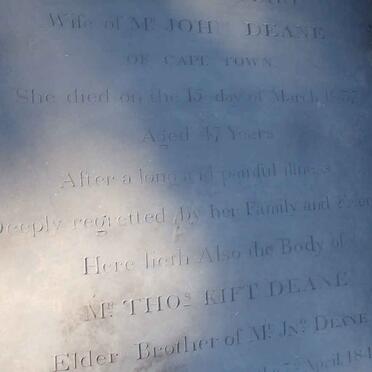 Wife of Mr. JOHN DEANE
OF CAPE TOWN
She died on the 15 day of March 1837
Aged 47 Years
After a long and painful illness
Deeply regretted by her Family and
Here lieth Also the Body of
Mr. THOs. KIFT DEANE
Elder Brother of Mr. JNo. DEANE
April